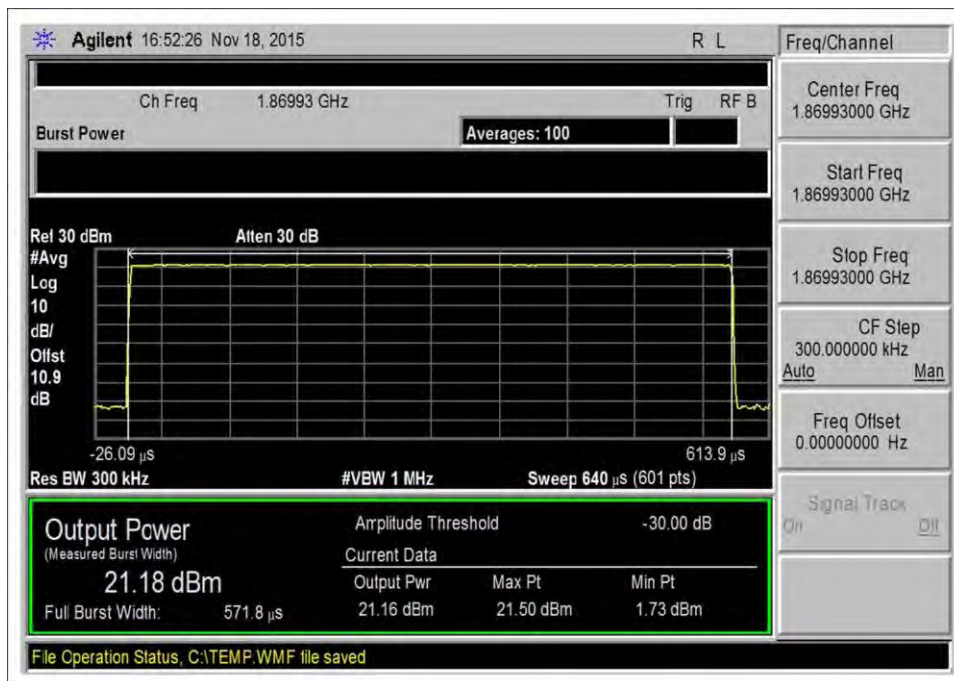 Agilent 16:52:26 Nov 18, 2015 R L
Freq/Channel
Ch Freq 1.86993 GHz Trig RF B
Burst Power Averages: 100
Ref 30 dBm Atten 30 dB
#Avg
Log
10
dB/
Offst
10.9
dB
-26.09 µs 613.9 µs
Res BW 300 kHz #VBW 1 MHz Sweep 640 µs (601 pts)
Output Power
(Measured Burst Width)
21.18 dBm
Full Burst Width: 571.8 µs
Amplitude Threshold -30.00 dB
Current Data
Output Pwr Max Pt Min Pt
21.16 dBm 21.50 dBm 1.73 dBm
File Operation Status, C:\TEMP.WMF file saved
Center Freq
1.86993000 GHz
Start Freq
1.86993000 GHz
Stop Freq
1.86993000 GHz
CF Step
300.000000 kHz
Auto Man
Freq Offset
0.00000000 Hz
Signal Track
On Off